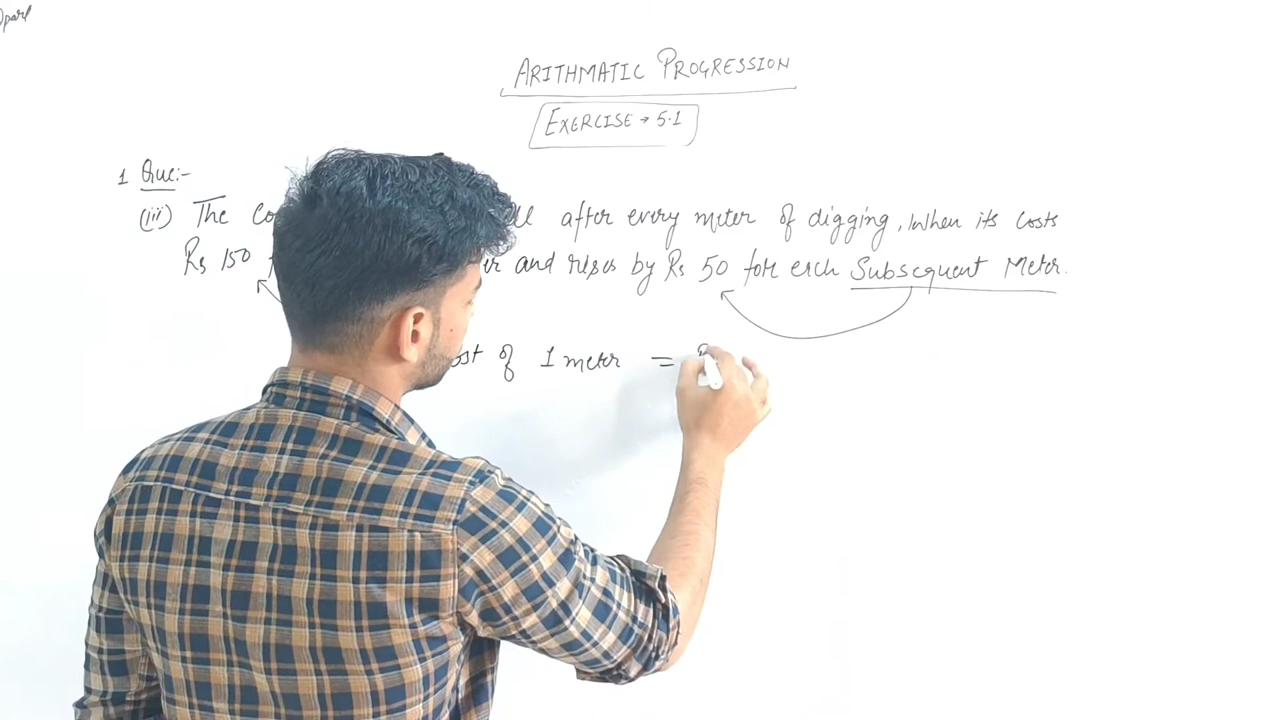 ARITHMATIC PROGRESSION
EXERCISE → 5.1
1 Que:-
(iii) The after every meter of digging, When its costs
Rs 150 and rises by Rs 50 for each Subsequent Meter.
of 1 meter =